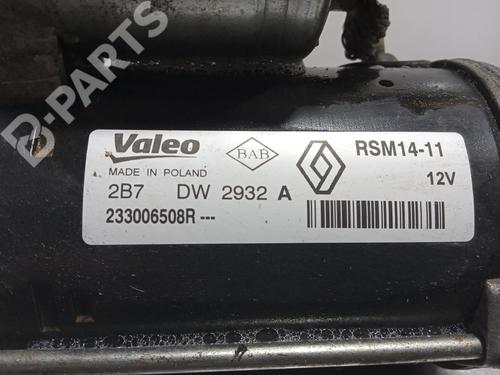 B-PARTS
Valeo
BAB
RSM14-11
MADE IN POLAND
12V
2B7 DW 2932 A
233006508R ---